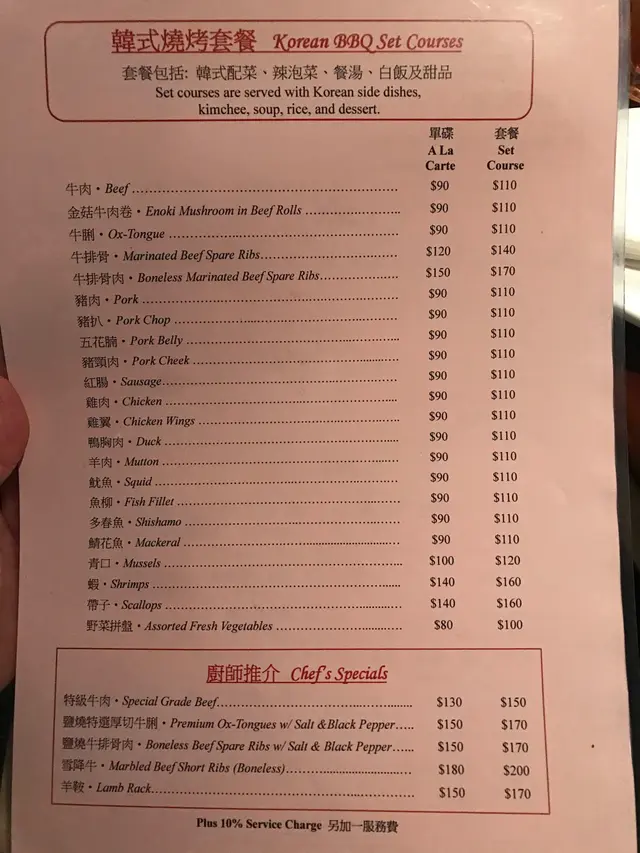 韓式燒烤套餐 Korean BBQ Set Courses
套餐包括: 韓式配菜、辣泡菜、餐湯、白飯及甜品
Set courses are served with Korean side dishes,
kimchee, soup, rice, and dessert.
單碟 套餐
A La Set
Carte Course
牛肉・Beef $90 $110
金菇牛肉卷・Enoki Mushroom in Beef Rolls $90 $110
牛脷・Ox-Tongue $90 $110
牛排骨・Marinated Beef Spare Ribs $120 $140
牛排骨肉・Boneless Marinated Beef Spare Ribs $150 $170
豬肉・Pork $90 $110
豬扒・Pork Chop $90 $110
五花腩・Pork Belly $90 $110
豬頸肉・Pork Cheek $90 $110
紅腸・Sausage $90 $110
雞肉・Chicken $90 $110
雞翼・Chicken Wings $90 $110
鴨胸肉・Duck $90 $110
羊肉・Mutton $90 $110
魷魚・Squid $90 $110
魚柳・Fish Fillet $90 $110
多春魚・Shishamo $90 $110
鯖花魚・Mackeral $90 $110
青口・Mussels $100 $120
蝦・Shrimps $140 $160
帶子・Scallops $140 $160
野菜拼盤・Assorted Fresh Vegetables $80 $100
廚師推介 Chef's Specials
特級牛肉・Special Grade Beef $130 $150
鹽燒特選厚切牛脷・Premium Ox-Tongues w/ Salt &Black Pepper $150 $170
鹽燒牛排骨肉・Boneless Beef Spare Ribs w/ Salt & Black Pepper $150 $170
雪降牛・Marbled Beef Short Ribs (Boneless) $180 $200
羊鞍・Lamb Rack $150 $170
Plus 10% Service Charge 另加一服務費